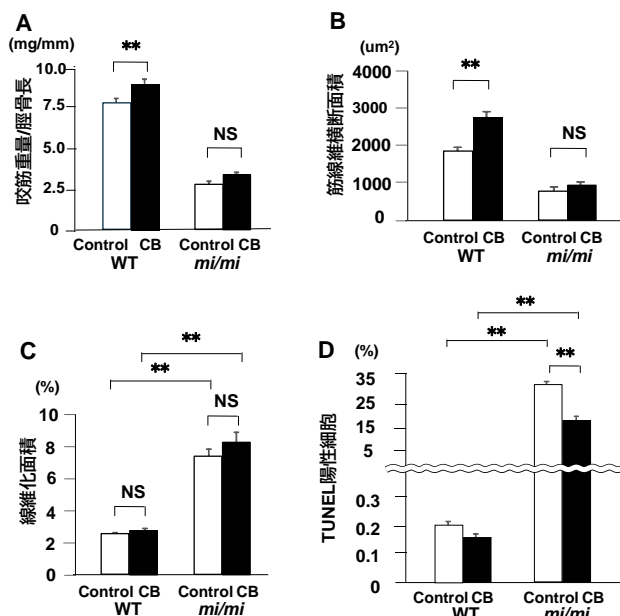 A
(mg/mm)
咬筋重量/脛骨長
10.0
7.5
5.0
2.5
0
**
NS
Control CB Control CB
WT mi/mi
B
(um²)
筋線維横断面積
4000
3000
2000
1000
0
**
NS
Control CB Control CB
WT mi/mi
C
(%)
線維化面積
10
8
6
4
2
0
**
**
NS
NS
Control CB Control CB
WT mi/mi
D
(%)
TUNEL陽性細胞
35
25
15
5
0.3
0.2
0.2
0
**
**
**
Control CB Control CB
WT mi/mi